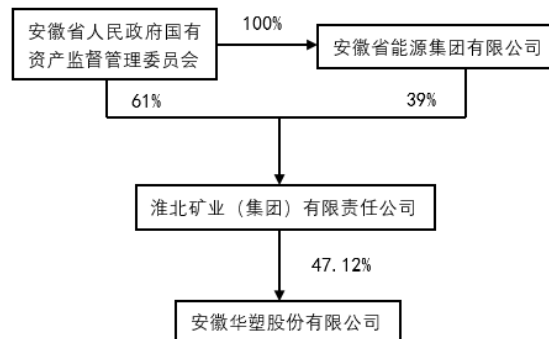 安徽省人民政府国有
资产监督管理委员会
100%
安徽省能源集团有限公司
61%
39%
淮北矿业（集团）有限责任公司
47.12%
安徽华塑股份有限公司